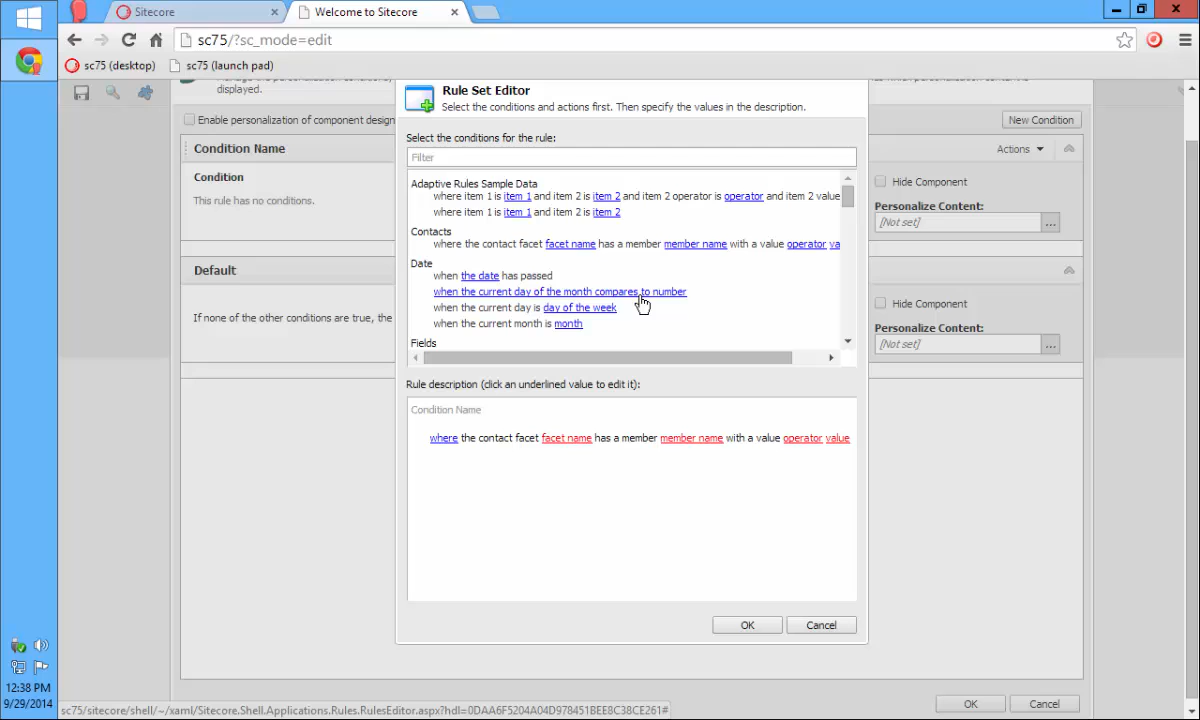 Sitecore
Welcome to Sitecore
sc75/?sc_mode=edit
sc75 (desktop)
sc75 (launch pad)
displayed.
Enable personalization of component design
New Condition
Condition Name
Actions
Condition
This rule has no conditions.
Hide Component
Personalize Content:
[Not set]
...
Default
If none of the other conditions are true, the
Hide Component
Personalize Content:
[Not set]
...
Rule Set Editor
Select the conditions and actions first. Then specify the values in the description.
Select the conditions for the rule:
Filter
Adaptive Rules Sample Data
where item 1 is item 1 and item 2 is item 2 and item 2 operator is operator and item 2 value
where item 1 is item 1 and item 2 is item 2
Contacts
where the contact facet facet name has a member member name with a value operator va
Date
when the date has passed
when the current day of the month compares to number
when the current day is day of the week
when the current month is month
Fields
Rule description (click an underlined value to edit it):
Condition Name
where the contact facet facet name has a member member name with a value operator value
OK
Cancel
OK
Cancel
12:38 PM
9/29/2014
sc75/sitecore/shell/~/xaml/Sitecore.Shell.Applications.Rules.RulesEditor.aspx?hdl=0DAA6F5204A04D978451BEE8C38CE261#